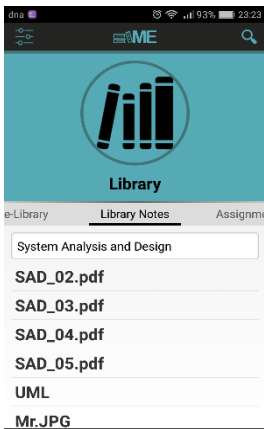 dna 93% 23:23
ME
Library
e-Library Library Notes Assignme
System Analysis and Design
SAD_02.pdf
SAD_03.pdf
SAD_04.pdf
SAD_05.pdf
UML
Mr.JPG